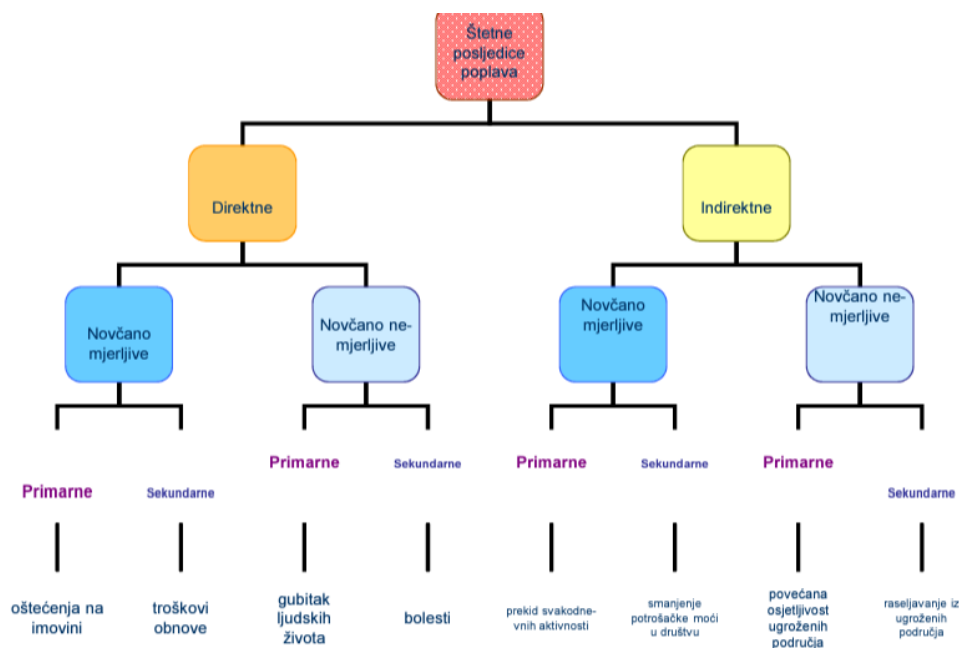 Štetne
posljedice
poplava
Direktne
Indirektne
Novčano
mjerljive
Novčano ne-
mjerljive
Novčano
mjerljive
Novčano ne-
mjerljive
Primarne
Sekundarne
Primarne
Sekundarne
Primarne
Sekundarne
Primarne
Sekundarne
oštećenja na
imovini
troškovi
obnove
gubitak
ljudskih
života
bolesti
prekid svakodne-
vnih aktivnosti
smanjenje
potrošačke moći
u društvu
povećana
osjetljivost
ugroženih
područja
raseljavanje iz
ugroženih
područja